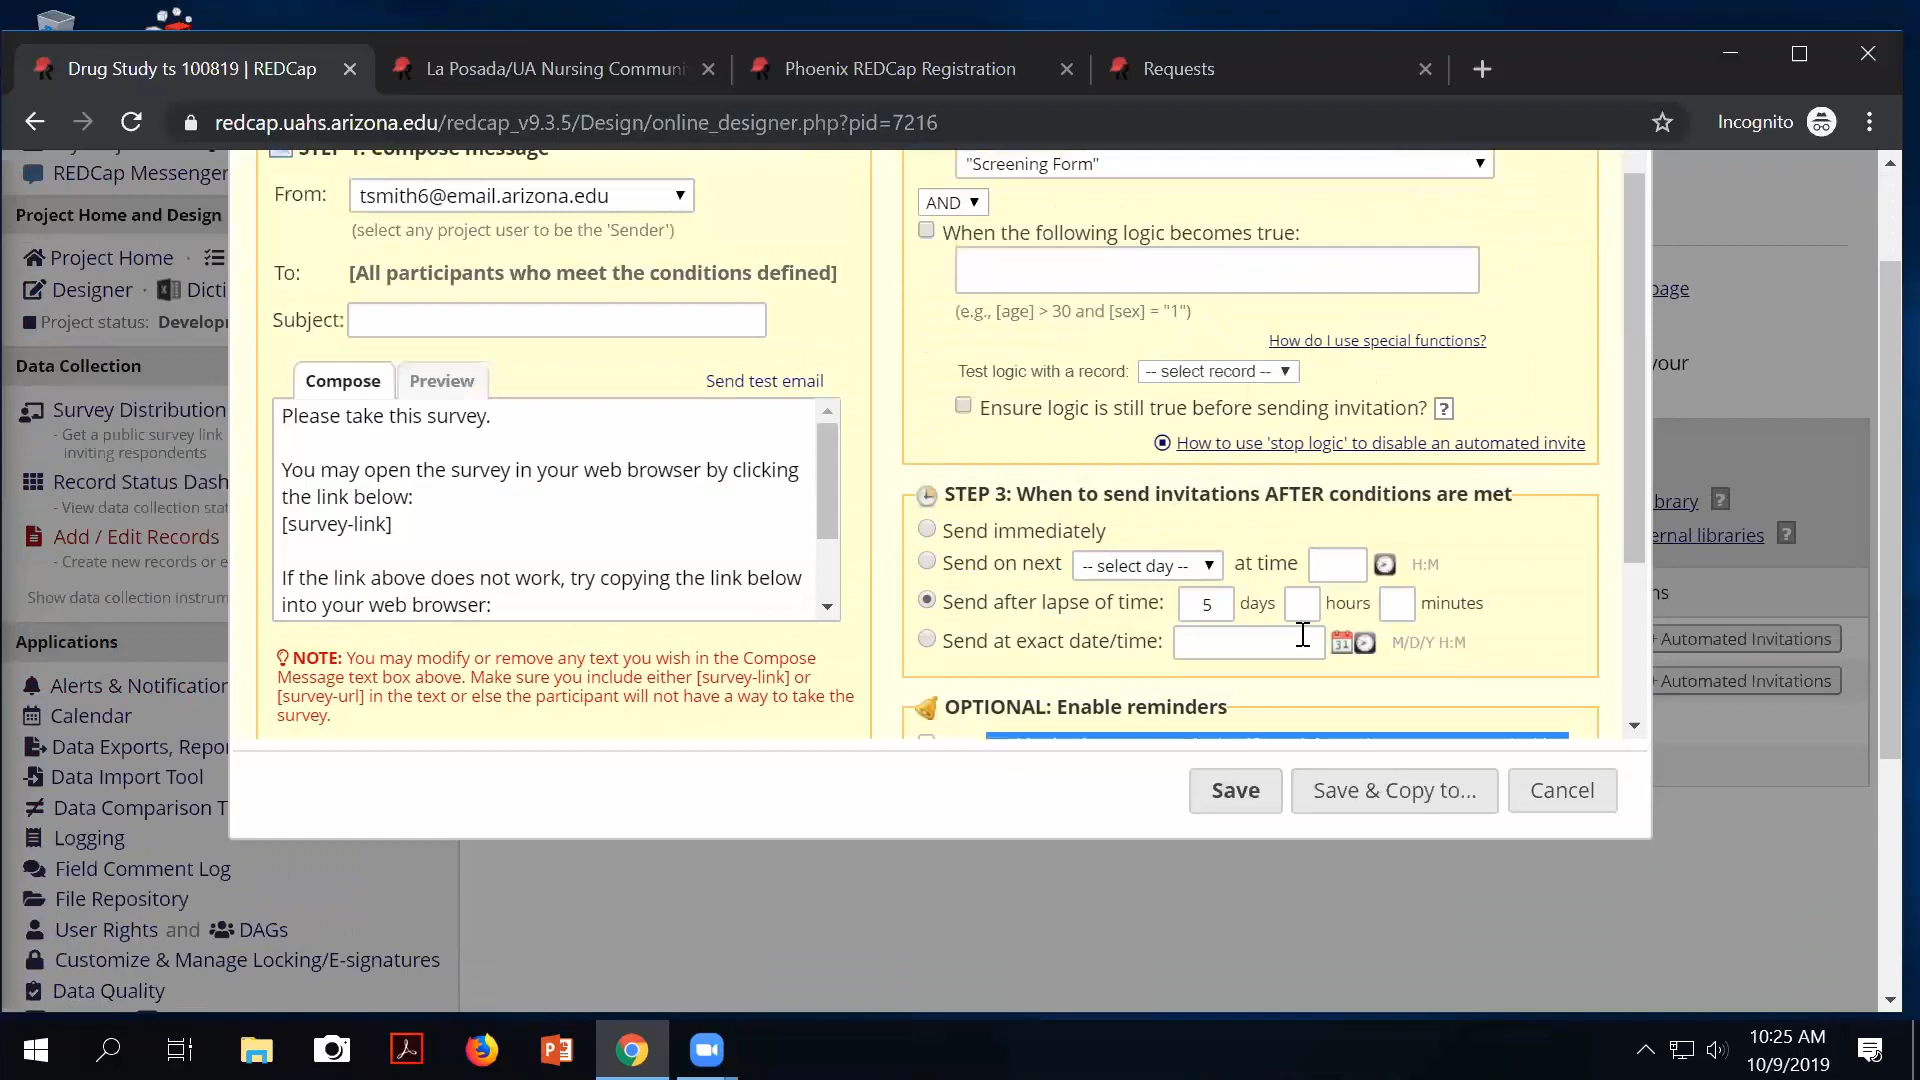 Drug Study ts 100819 | REDCap
La Posada/UA Nursing Communi
Phoenix REDCap Registration
Requests
redcap.uahs.arizona.edu/redcap_v9.3.5/Design/online_designer.php?pid=7216
Incognito
REDCap Messenger
Project Home and Design
Project Home
Designer · Dicti
Project status: Developr
Data Collection
Survey Distribution
- Get a public survey link
inviting respondents
Record Status Dash
- View data collection stat
Add / Edit Records
- Create new records or e
Show data collection instrum
Applications
Alerts & Notification
Calendar
Data Exports, Repor
Data Import Tool
Data Comparison T
Logging
Field Comment Log
File Repository
User Rights and DAGs
Customize & Manage Locking/E-signatures
Data Quality
STEP 1: Compose message
From: tsmith6@email.arizona.edu
(select any project user to be the 'Sender')
To: [All participants who meet the conditions defined]
Subject:
Compose Preview Send test email
Please take this survey.
You may open the survey in your web browser by clicking
the link below:
[survey-link]
If the link above does not work, try copying the link below
into your web browser:
NOTE: You may modify or remove any text you wish in the Compose
Message text box above. Make sure you include either [survey-link] or
[survey-url] in the text or else the participant will not have a way to take the
survey.
"Screening Form"
AND
When the following logic becomes true:
(e.g., [age] > 30 and [sex] = "1")
How do I use special functions?
Test logic with a record: -- select record --
Ensure logic is still true before sending invitation? ?
How to use 'stop logic' to disable an automated invite
STEP 3: When to send invitations AFTER conditions are met
Send immediately
Send on next -- select day -- at time H:M
Send after lapse of time: 5 days hours minutes
Send at exact date/time: 31 M/D/Y H:M
OPTIONAL: Enable reminders
Save Save & Copy to... Cancel
page
your
brary ?
ernal libraries ?
ns
+ Automated Invitations
+ Automated Invitations
10:25 AM
10/9/2019